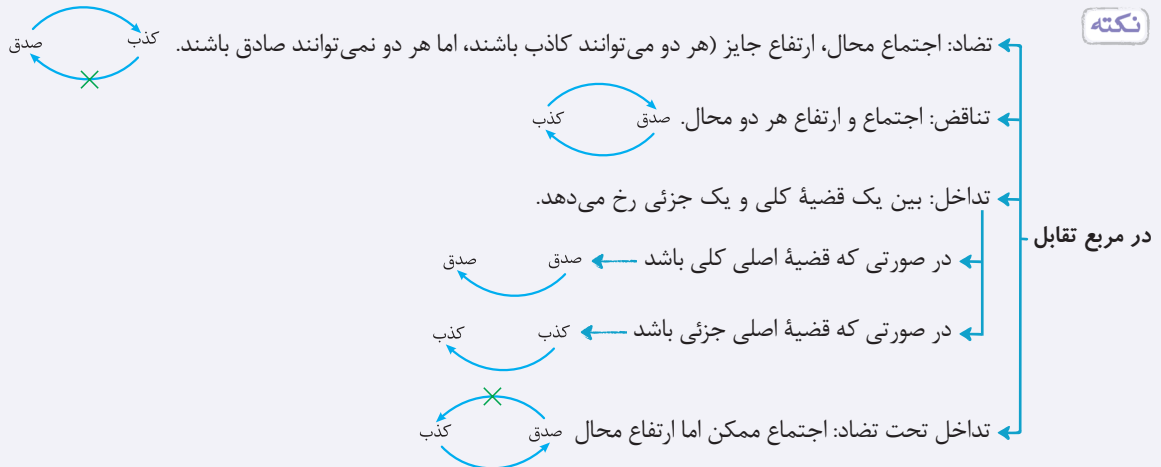 نکته
در مربع تقابل
تضاد: اجتماع محال، ارتفاع جایز (هر دو می‌توانند کاذب باشند، اما هر دو نمی‌توانند صادق باشند. کذب صدق
تناقض: اجتماع و ارتفاع هر دو محال. صدق کذب
تداخل: بین یک قضیهٔ کلی و یک جزئی رخ می‌دهد.
در صورتی که قضیهٔ اصلی کلی باشد صدق صدق
در صورتی که قضیهٔ اصلی جزئی باشد کذب کذب
تداخل تحت تضاد: اجتماع ممکن اما ارتفاع محال صدق کذب